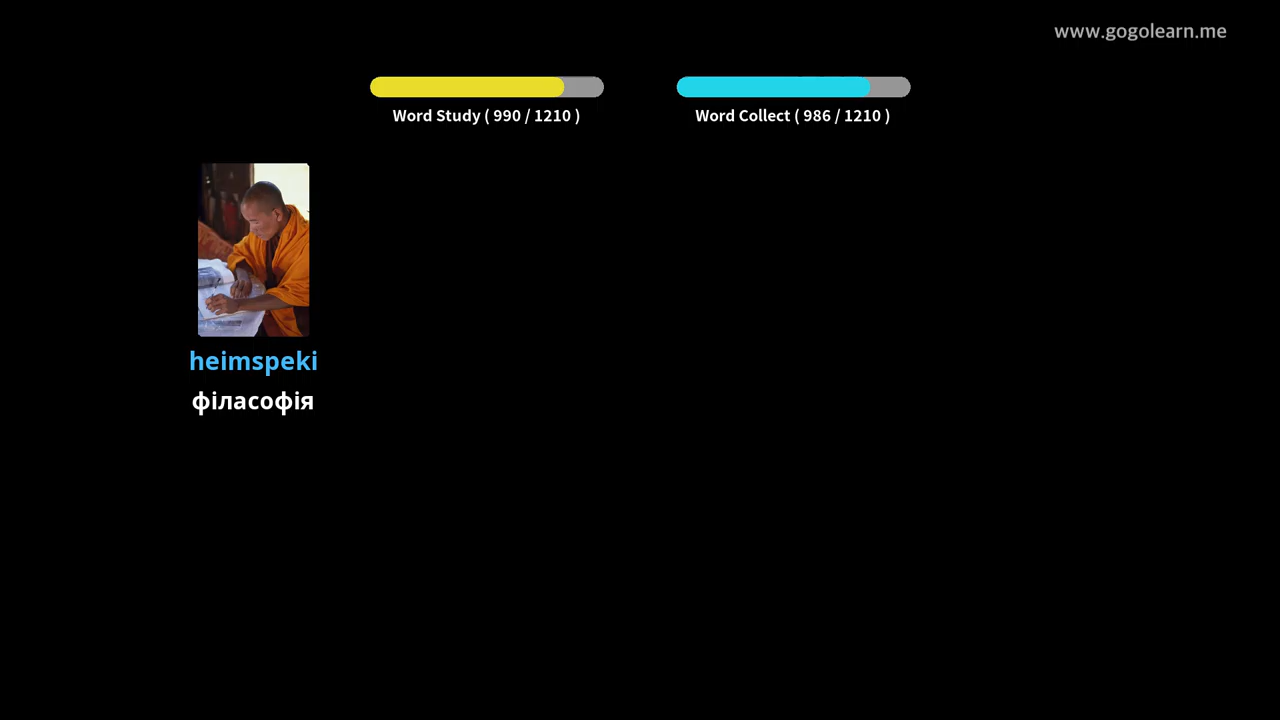 www.gogolearn.me
Word Study ( 990 / 1210 )
Word Collect ( 986 / 1210 )
heimspeki
філасофія